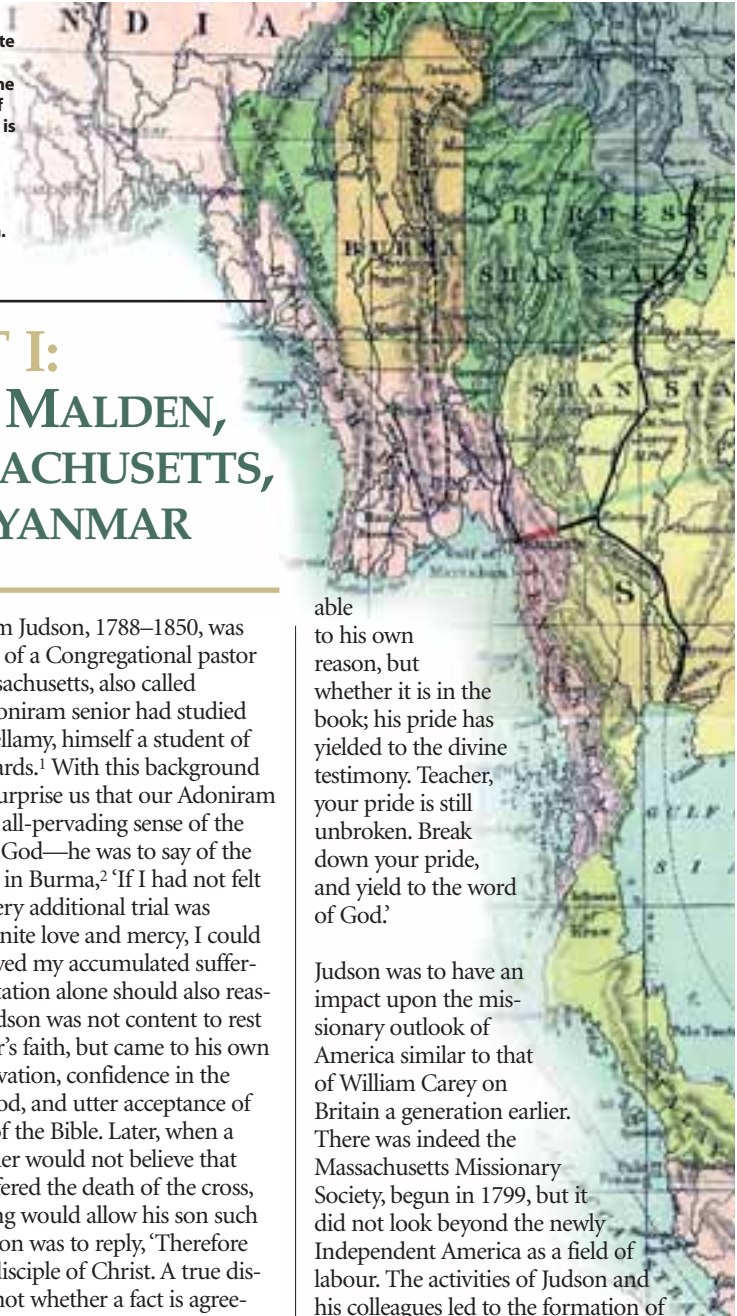 te
ne
f
is
INDIA
BURMA
BURMESE
SHAN STATES
SHAN STA
Gulf of
Martaban
S
GULF
SI
Isthmus
of
Kraw
T I:
MALDEN,
ACHUSETTS,
YANMAR
m Judson, 1788–1850, was
of a Congregational pastor
sachusetts, also called
oniram senior had studied
ellamy, himself a student of
ards.¹ With this background
urprise us that our Adoniram
all-pervading sense of the
God—he was to say of the
in Burma,² ‘If I had not felt
ery additional trial was
nite love and mercy, I could
ved my accumulated suffer-
tation alone should also reas-
dson was not content to rest
r’s faith, but came to his own
vation, confidence in the
od, and utter acceptance of
of the Bible. Later, when a
er would not believe that
fered the death of the cross,
ng would allow his son such
on was to reply, ‘Therefore
disciple of Christ. A true dis-
not whether a fact is agree-
able
to his own
reason, but
whether it is in the
book; his pride has
yielded to the divine
testimony. Teacher,
your pride is still
unbroken. Break
down your pride,
and yield to the word
of God.’
Judson was to have an
impact upon the mis-
sionary outlook of
America similar to that
of William Carey on
Britain a generation earlier.
There was indeed the
Massachusetts Missionary
Society, begun in 1799, but it
did not look beyond the newly
Independent America as a field of
labour. The activities of Judson and
his colleagues led to the formation of